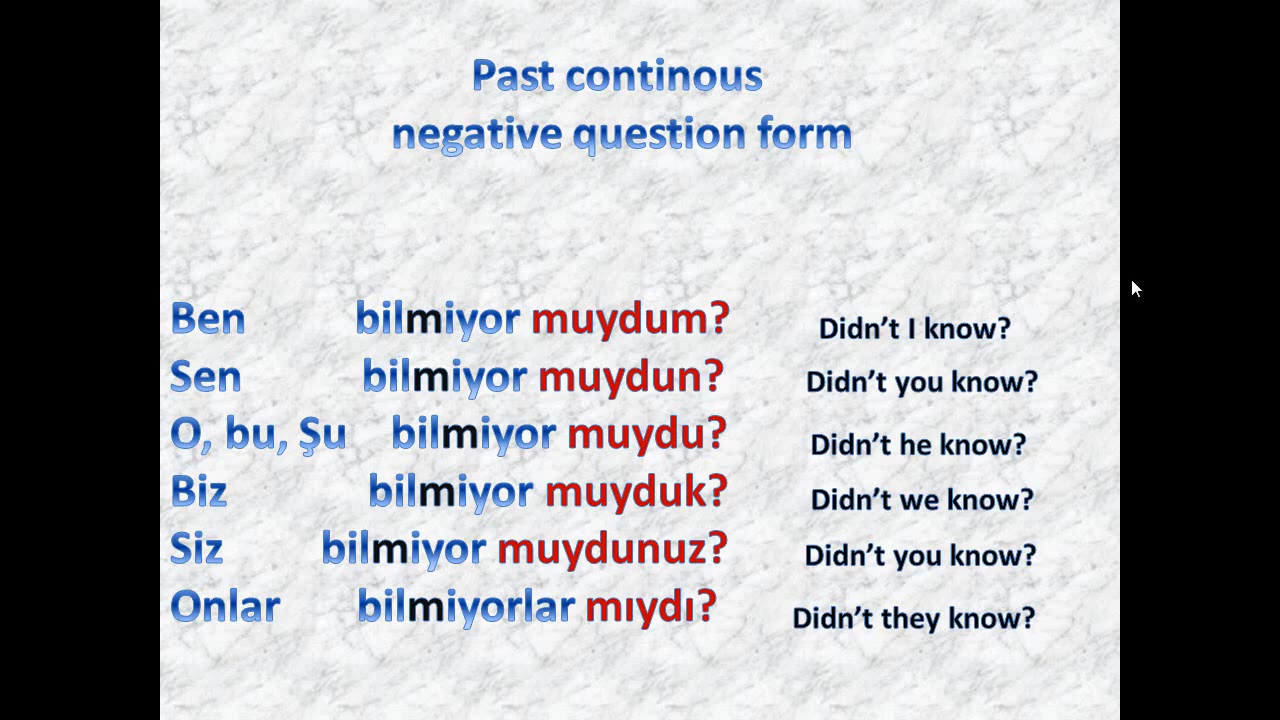 Past continous
negative question form
Ben bilmiyor muydum? Didn't I know?
Sen bilmiyor muydun? Didn't you know?
O, bu, Şu bilmiyor muydu? Didn't he know?
Biz bilmiyor muyduk? Didn't we know?
Siz bilmiyor muydunuz? Didn't you know?
Onlar bilmiyorlar mıydı? Didn't they know?